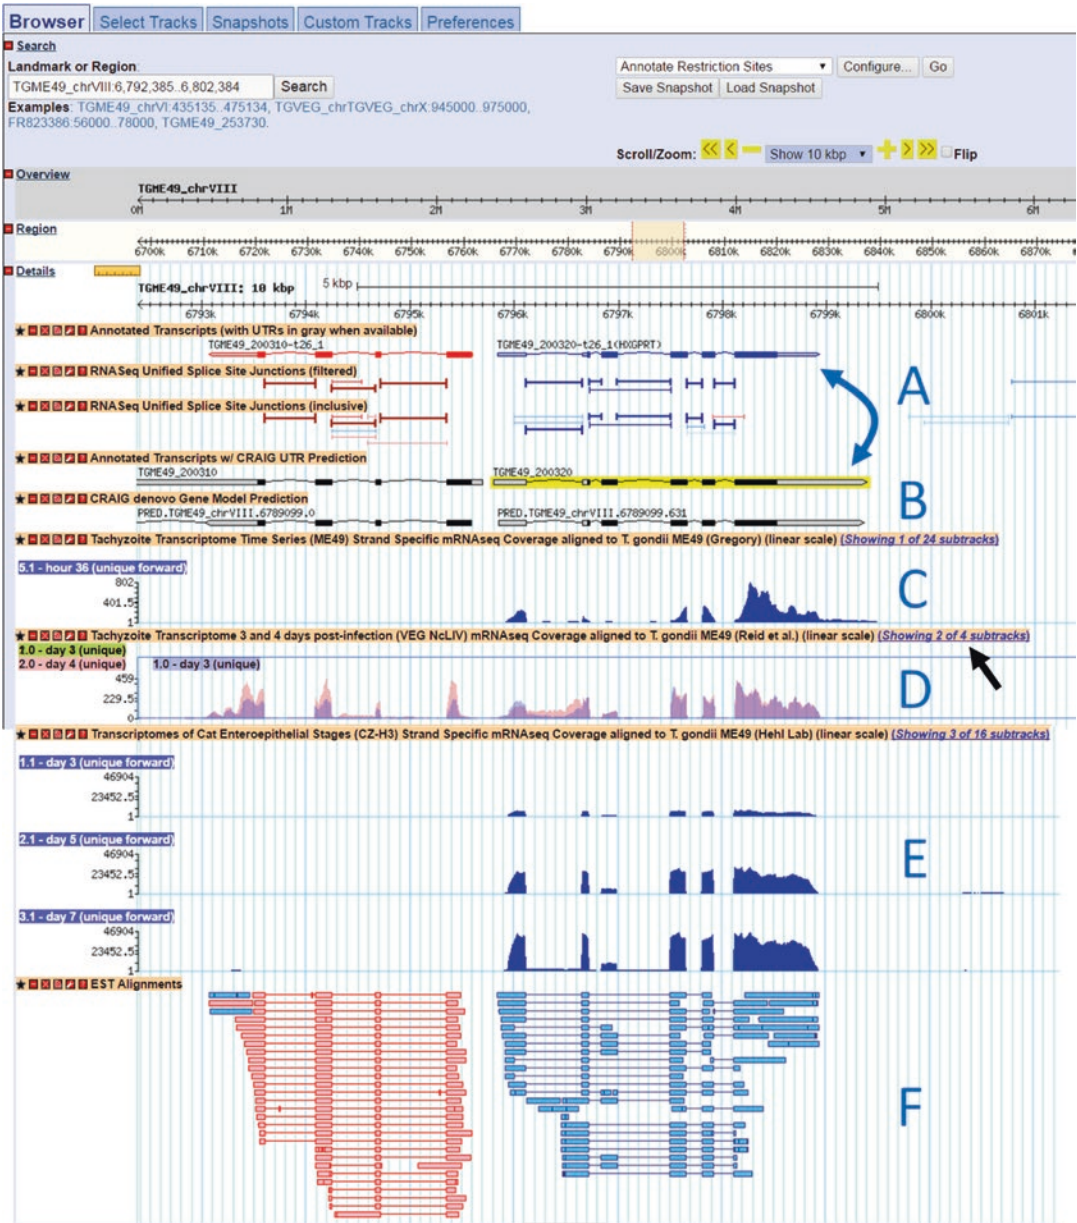 Browser Select Tracks Snapshots Custom Tracks Preferences
Search
Landmark or Region:
TGME49_chrVIII:6,792,385..6,802,384 Search
Examples: TGME49_chrVI:435135..475134, TGVEG_chrTGVEG_chrX:945000..975000,
FR823386:56000..78000, TGME49_253730.
Annotate Restriction Sites Configure... Go
Save Snapshot Load Snapshot
Scroll/Zoom: << < Show 10 kbp > >> Flip
Overview
TGME49_chrVIII
0M 1M 2M 3M 4M 5M 6M
Region
6700k 6710k 6720k 6730k 6740k 6750k 6760k 6770k 6780k 6790k 6800k 6810k 6820k 6830k 6840k 6850k 6860k 6870k
Details
TGME49_chrVIII: 10 kbp 5 kbp
6793k 6794k 6795k 6796k 6797k 6798k 6799k 6800k 6801k
Annotated Transcripts (with UTRs in gray when available)
TGME49_200310-t26_1 TGME49_200320-t26_1(HXGPRT)
RNASeq Unified Splice Site Junctions (filtered)
A
RNASeq Unified Splice Site Junctions (inclusive)
Annotated Transcripts w/ CRAIG UTR Prediction
TGME49_200310 TGME49_200320
B
CRAIG denovo Gene Model Prediction
PRED.TGME49_chrVIII.6789099.0 PRED.TGME49_chrVIII.6789099.631
Tachyzoite Transcriptome Time Series (ME49) Strand Specific mRNAseq Coverage aligned to T. gondii ME49 (Gregory) (linear scale) (Showing 1 of 24 subtracks)
5.1 - hour 36 (unique forward)
802
401.5
1
C
Tachyzoite Transcriptome 3 and 4 days post-infection (VEG NcLIV) mRNAseq Coverage aligned to T. gondii ME49 (Reid et al.) (linear scale) (Showing 2 of 4 subtracks)
1.0 - day 3 (unique)
2.0 - day 4 (unique) 1.0 - day 3 (unique)
459
229.5
0
D
Transcriptomes of Cat Enteroepithelial Stages (CZ-H3) Strand Specific mRNAseq Coverage aligned to T. gondii ME49 (Hehl Lab) (linear scale) (Showing 3 of 16 subtracks)
1.1 - day 3 (unique forward)
46904
23452.5
1
2.1 - day 5 (unique forward)
46904
23452.5
1
E
3.1 - day 7 (unique forward)
46904
23452.5
1
EST Alignments
F